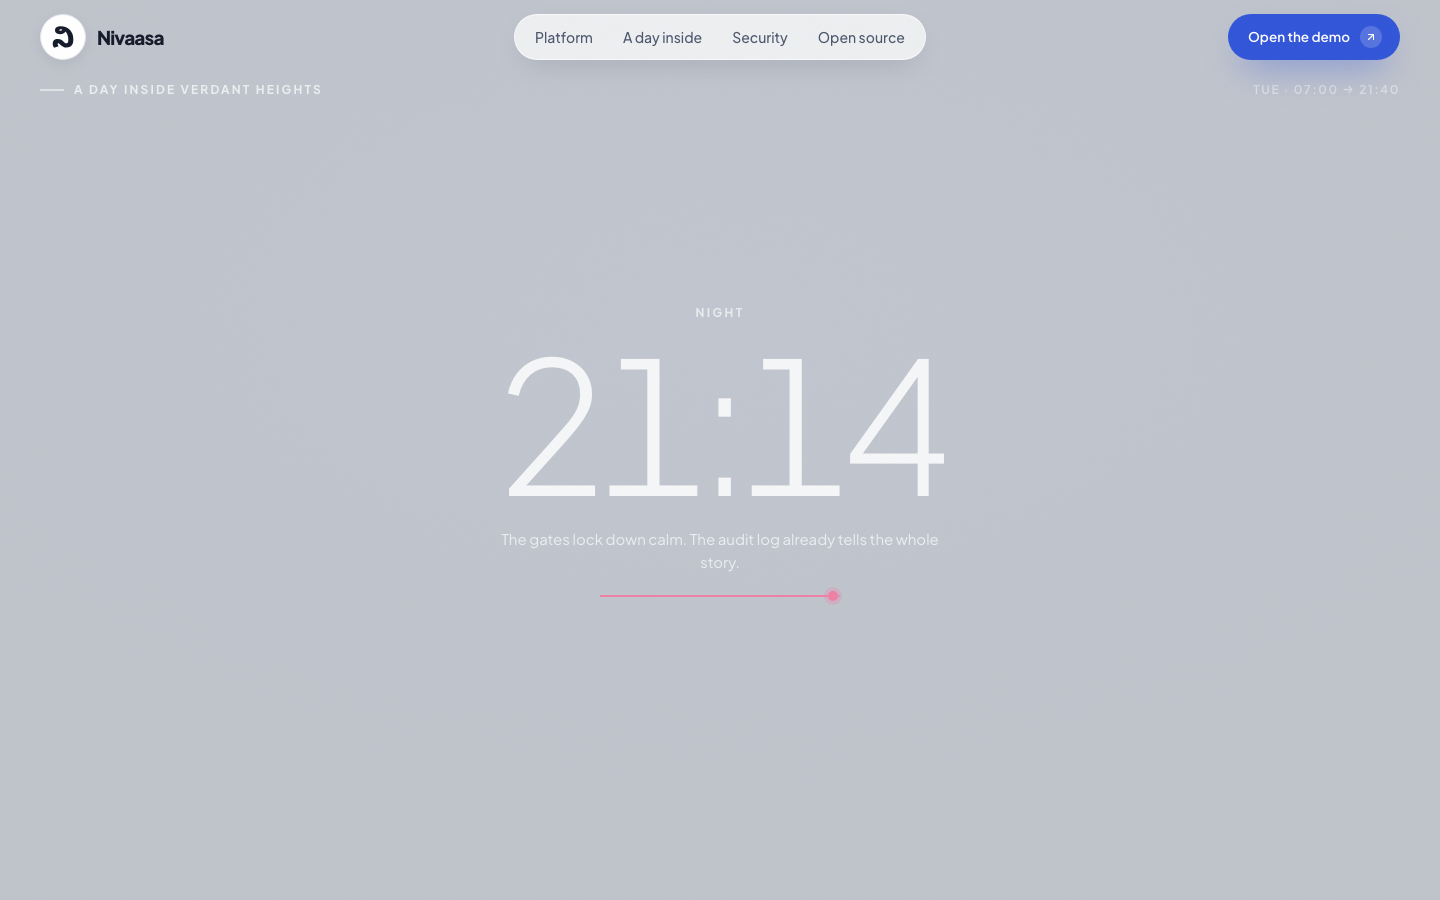 Nivaasa
Platform
A day inside
Security
Open source
Open the demo
A DAY INSIDE VERDANT HEIGHTS
TUE · 07:00 → 21:40
NIGHT
21:14
The gates lock down calm. The audit log already tells the whole
story.